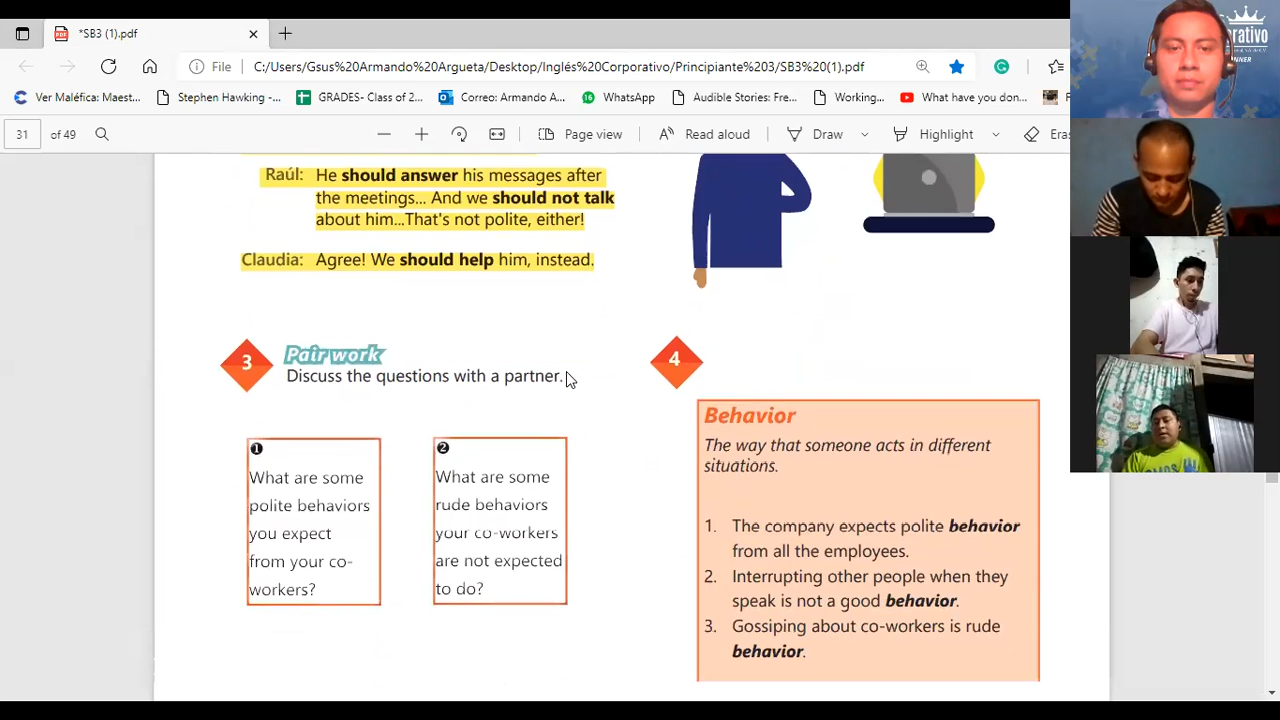 *SB3 (1).pdf
File
C:/Users/Gsus%20Armando%20Argueta/Desktop/Inglés%20Corporativo/Principiante%203/SB3%20(1).pdf
Ver Maléfica: Maest...
Stephen Hawking -...
GRADES- Class of 2...
Correo: Armando A...
16
WhatsApp
Audible Stories: Fre...
Working...
What have you don...
31 of 49
Page view
Read aloud
Draw
Highlight
Eras
orativo
NNER
Raúl: He should answer his messages after
the meetings... And we should not talk
about him...That's not polite, either!
Claudia: Agree! We should help him, instead.
3
Pair work
Discuss the questions with a partner.
❶
What are some
polite behaviors
you expect
from your co-
workers?
❷
What are some
rude behaviors
your co-workers
are not expected
to do?
4
Behavior
The way that someone acts in different
situations.
1. The company expects polite behavior
from all the employees.
2. Interrupting other people when they
speak is not a good behavior.
3. Gossiping about co-workers is rude
behavior.